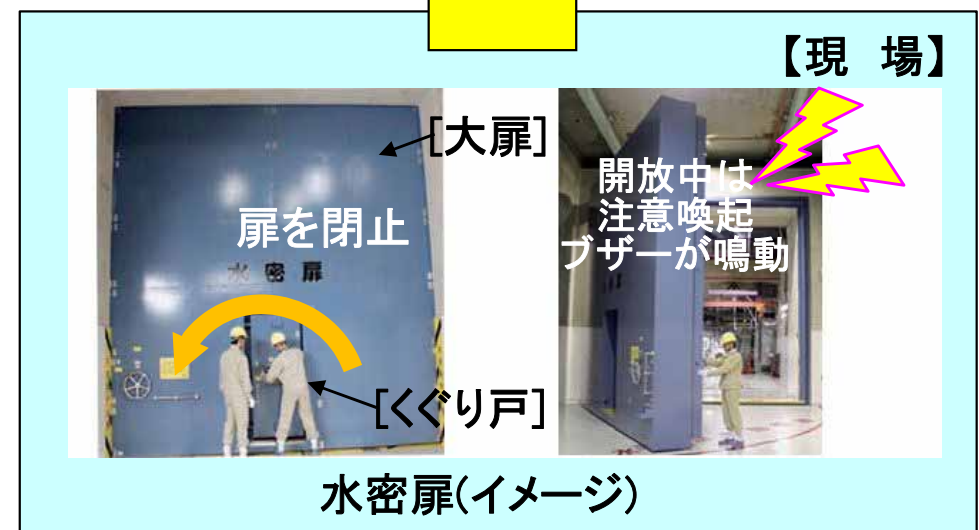 【現　場】
[大扉]
扉を閉止
水密扉
開放中は
注意喚起
ブザーが鳴動
[くぐり戸]
水密扉(イメージ)